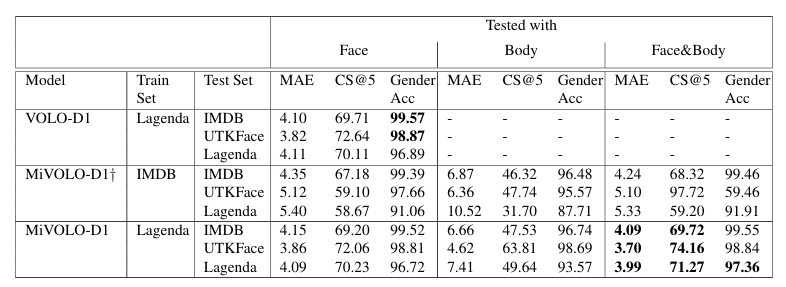 Tested with
Face Body Face&Body
Model Train Set Test Set MAE CS@5 Gender Acc MAE CS@5 Gender Acc MAE CS@5 Gender Acc
VOLO-D1 Lagenda IMDB 4.10 69.71 99.57 - - - - - -
UTKFace 3.82 72.64 98.87 - - - - - -
Lagenda 4.11 70.11 96.89 - - - - - -
MiVOLO-D1† IMDB IMDB 4.35 67.18 99.39 6.87 46.32 96.48 4.24 68.32 99.46
UTKFace 5.12 59.10 97.66 6.36 47.74 95.57 5.10 97.72 59.46
Lagenda 5.40 58.67 91.06 10.52 31.70 87.71 5.33 59.20 91.91
MiVOLO-D1 Lagenda IMDB 4.15 69.20 99.52 6.66 47.53 96.74 4.09 69.72 99.55
UTKFace 3.86 72.06 98.81 4.62 63.81 98.69 3.70 74.16 98.84
Lagenda 4.09 70.23 96.72 7.41 49.64 93.57 3.99 71.27 97.36